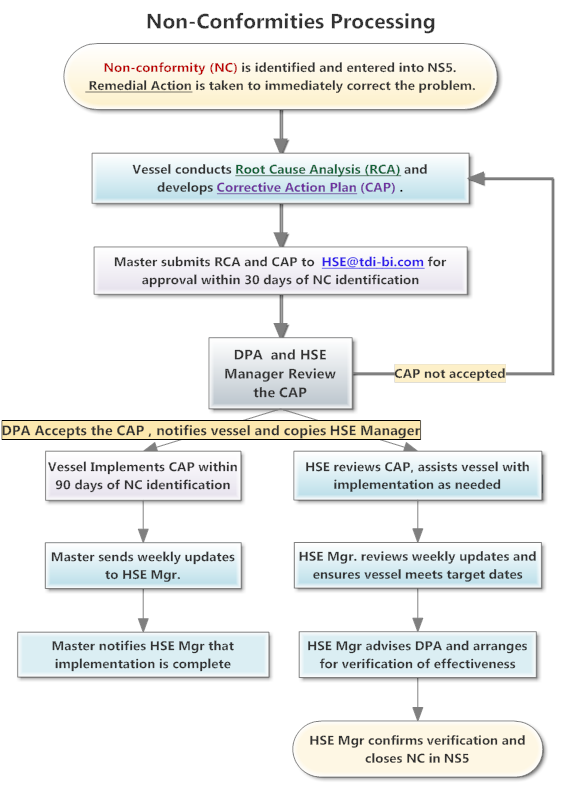 Non-Conformities Processing
Non-conformity (NC) is identified and entered into NS5.
Remedial Action is taken to immediately correct the problem.
Vessel conducts Root Cause Analysis (RCA) and
develops Corrective Action Plan (CAP) .
Master submits RCA and CAP to HSE@tdi-bi.com for
approval within 30 days of NC identification
DPA and HSE
Manager Review
the CAP
CAP not accepted
DPA Accepts the CAP , notifies vessel and copies HSE Manager
Vessel Implements CAP within
90 days of NC identification
Master sends weekly updates
to HSE Mgr.
Master notifies HSE Mgr that
implementation is complete
HSE reviews CAP, assists vessel with
implementation as needed
HSE Mgr. reviews weekly updates and
ensures vessel meets target dates
HSE Mgr advises DPA and arranges
for verification of effectiveness
HSE Mgr confirms verification and
closes NC in NS5